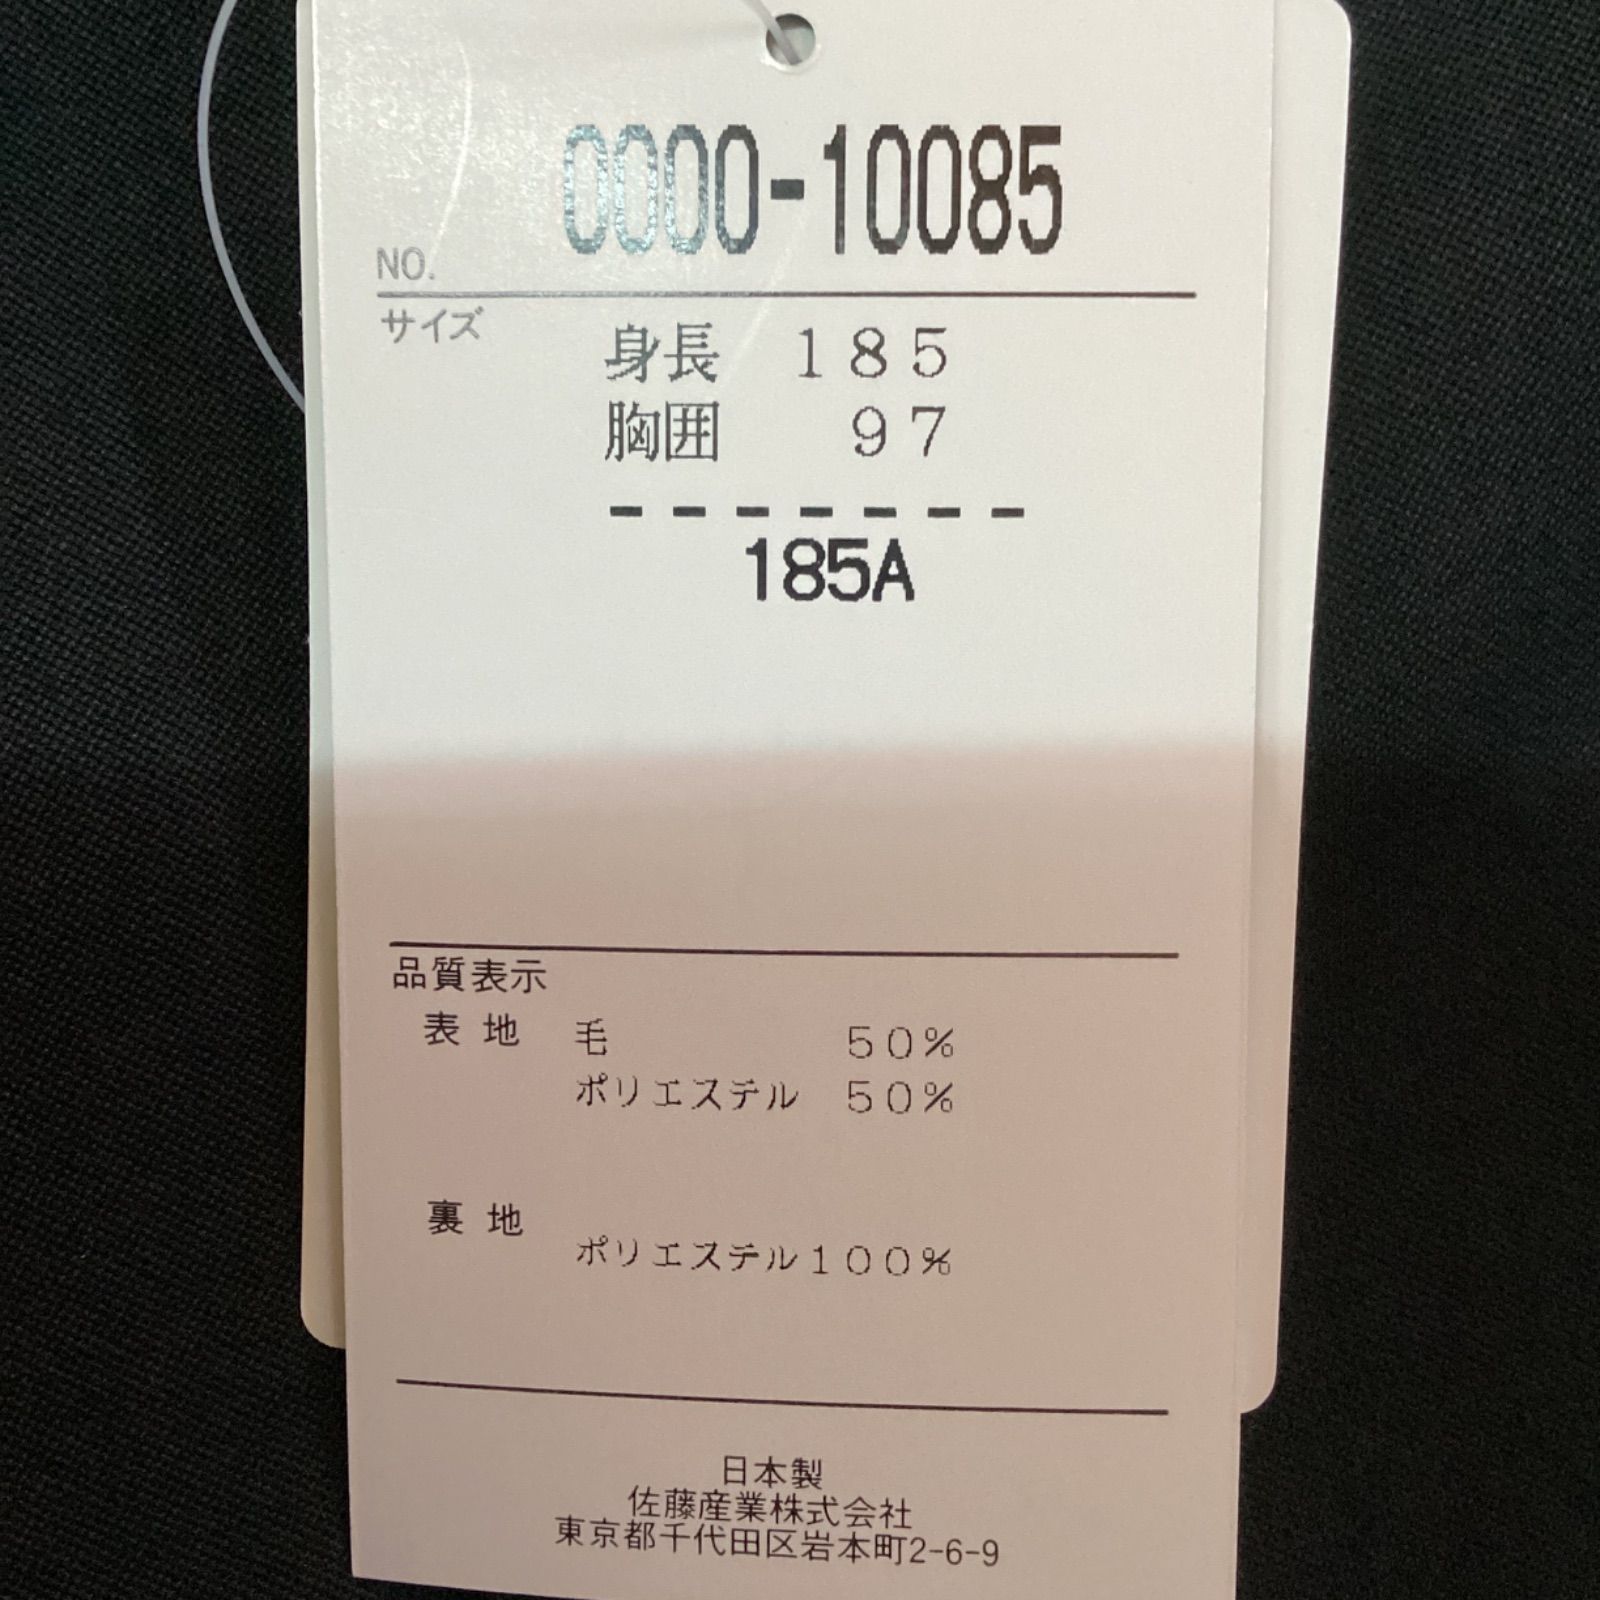 0000-10085
NO.
サイズ
身長 185
胸囲 97
-------
185A
品質表示
表地 毛 50%
ポリエステル 50%
裏地
ポリエステル100%
日本製
佐藤産業株式会社
東京都千代田区岩本町2-6-9